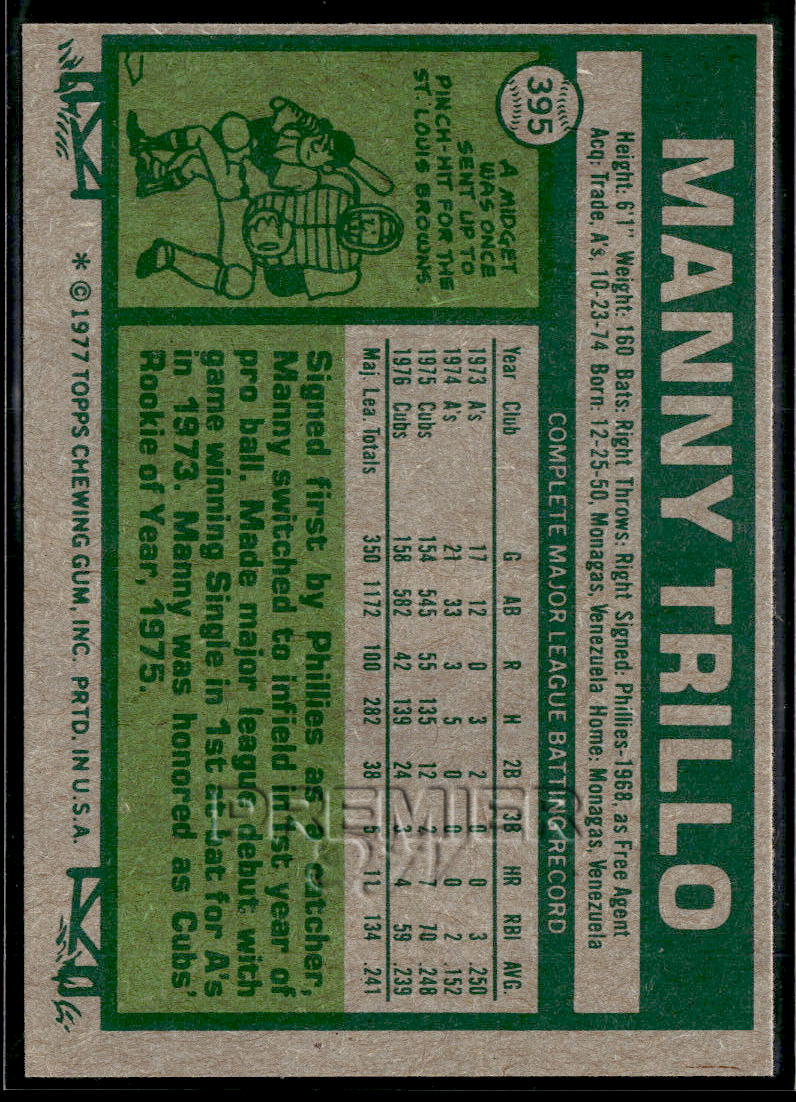 MANNY TRILLO
395
Height: 6'1" Weight: 160 Bats: Right Throws: Right Signed: Phillies-1968, as Free Agent
Acq: Trade, A's, 10-23-74 Born: 12-25-50, Monagas, Venezuela Home: Monagas, Venezuela
COMPLETE MAJOR LEAGUE BATTING RECORD
Year Club G AB R H 2B 3B HR RBI AVG.
1973 A's 17 12 0 3 2 0 0 3 .250
1974 A's 21 33 3 5 0 0 0 2 .152
1975 Cubs 154 545 55 135 12 2 7 70 .248
1976 Cubs 158 582 42 139 24 3 4 59 .239
Maj. Lea. Totals 350 1172 100 282 38 5 11 134 .241
A MIDGET
WAS ONCE
SENT UP TO
PINCH-HIT FOR THE
ST. LOUIS BROWNS.
Signed first by Phillies as a catcher,
Manny switched to infield in 1st year of
pro ball. Made major league debut with
game winning Single in 1st at bat for A's
in 1973. Manny was honored as Cubs'
Rookie of Year, 1975.
* © 1977 TOPPS CHEWING GUM, INC. PRTD. IN U.S.A.
PREMIER